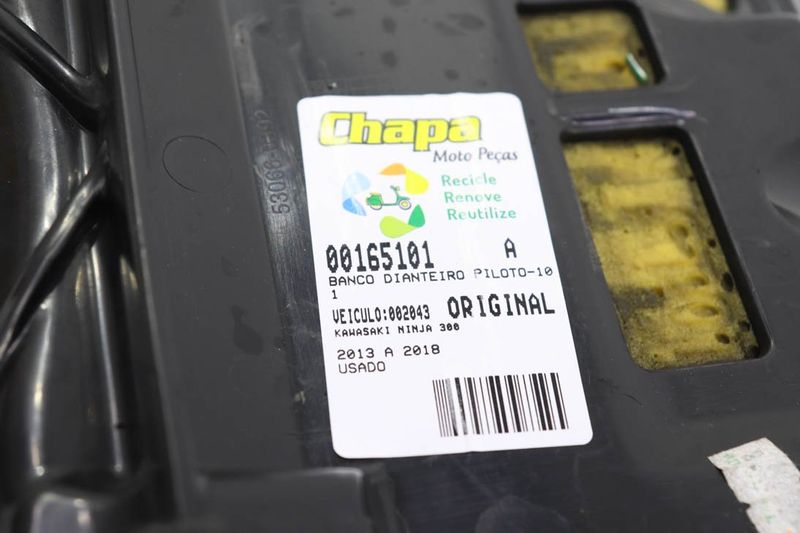 Chapa
Moto Peças
Recicle
Renove
Reutilize
00165101 A
BANCO DIANTEIRO PILOTO-10
1
VEICULO:002043 ORIGINAL
KAWASAKI NINJA 300
2013 A 2018
USADO